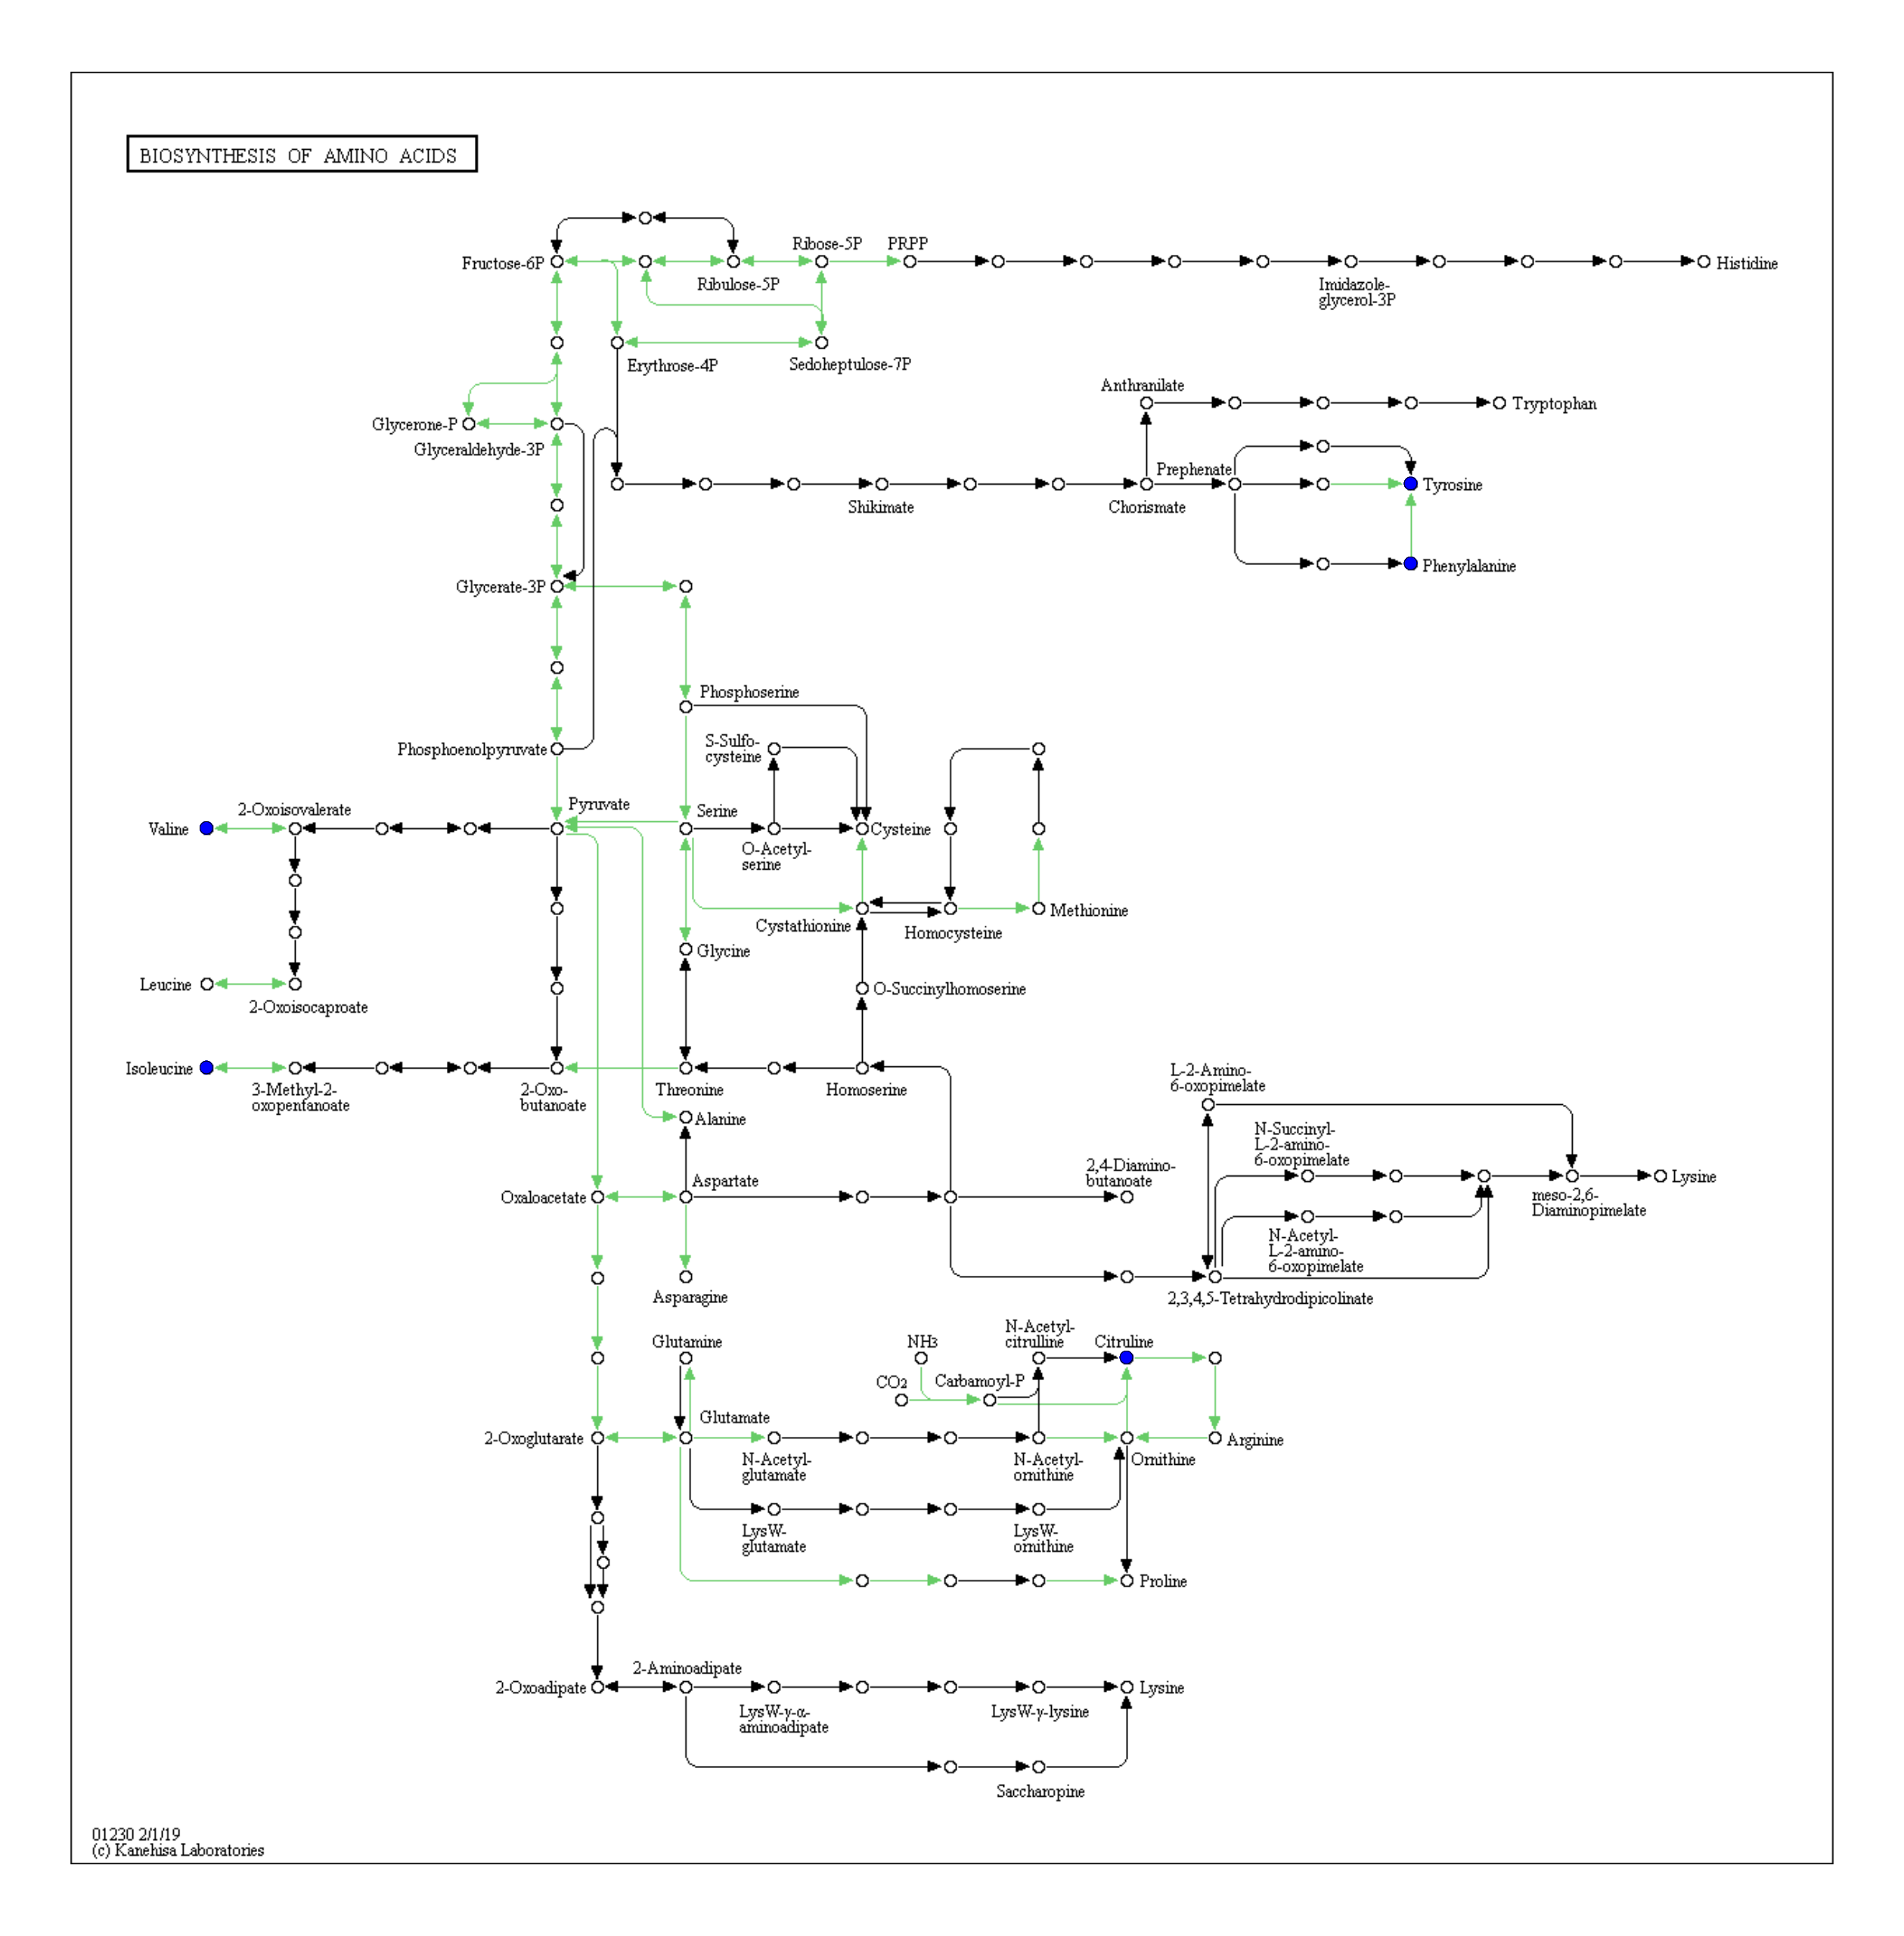 BIOSYNTHESIS OF AMINO ACIDS
Ribose-5P
PRPP
Fructose-6P
Histidine
Ribulose-5P
Imidazole-
glycerol-3P
Erythrose-4P
Sedoheptulose-7P
Anthranilate
Tryptophan
Glycerone-P
Glyceraldehyde-3P
Prephenate
Tyrosine
Shikimate
Chorismate
Phenylalanine
Glycerate-3P
Phosphoserine
Phosphoenolpyruvate
S-Sulfo-
cysteine
2-Oxoisovalerate
Pyruvate
Serine
Valine
Cysteine
O-Acetyl-
serine
Methionine
Cystathionine
Homocysteine
Glycine
Leucine
O-Succinylhomoserine
2-Oxoisocaproate
Isoleucine
3-Methyl-2-
oxopentanoate
2-Oxo-
butanoate
Threonine
Homoserine
L-2-Amino-
6-oxopimelate
Alanine
N-Succinyl-
L-2-amino-
6-oxopimelate
2,4-Diamino-
butanoate
Aspartate
Lysine
Oxaloacetate
meso-2,6-
Diaminopimelate
N-Acetyl-
L-2-amino-
6-oxopimelate
Asparagine
2,3,4,5-Tetrahydrodipicolinate
Glutamine
NH3
N-Acetyl-
citrulline
Citruline
CO2
Carbamoyl-P
Glutamate
2-Oxoglutarate
Arginine
N-Acetyl-
glutamate
N-Acetyl-
ornithine
Ornithine
LysW-
glutamate
LysW-
ornithine
Proline
2-Aminoadipate
2-Oxoadipate
Lysine
LysW-γ-α-
aminoadipate
LysW-γ-lysine
Saccharopine
01230 2/1/19
(c) Kanehisa Laboratories